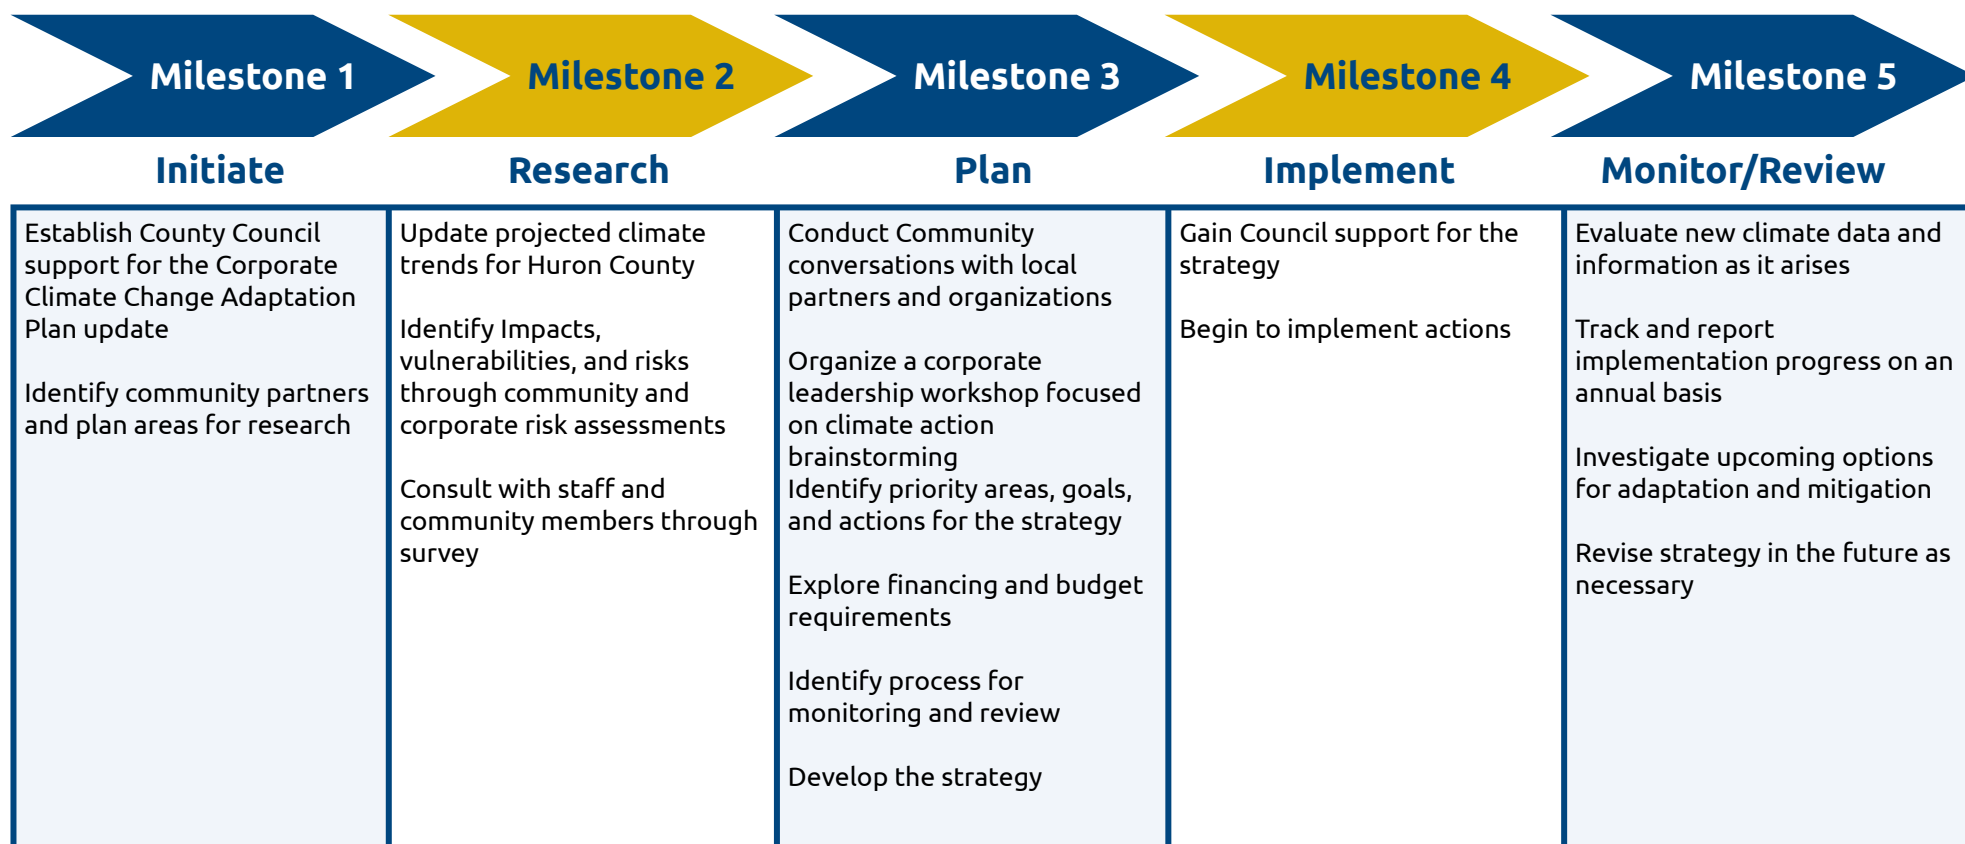 Milestone 1
Milestone 2
Milestone 3
Milestone 4
Milestone 5
Initiate
Research
Plan
Implement
Monitor/Review
Establish County Council
support for the Corporate
Climate Change Adaptation
Plan update
Identify community partners
and plan areas for research
Update projected climate
trends for Huron County
Identify Impacts,
vulnerabilities, and risks
through community and
corporate risk assessments
Consult with staff and
community members through
survey
Conduct Community
conversations with local
partners and organizations
Organize a corporate
leadership workshop focused
on climate action
brainstorming
Identify priority areas, goals,
and actions for the strategy
Explore financing and budget
requirements
Identify process for
monitoring and review
Develop the strategy
Gain Council support for the
strategy
Begin to implement actions
Evaluate new climate data and
information as it arises
Track and report
implementation progress on an
annual basis
Investigate upcoming options
for adaptation and mitigation
Revise strategy in the future as
necessary